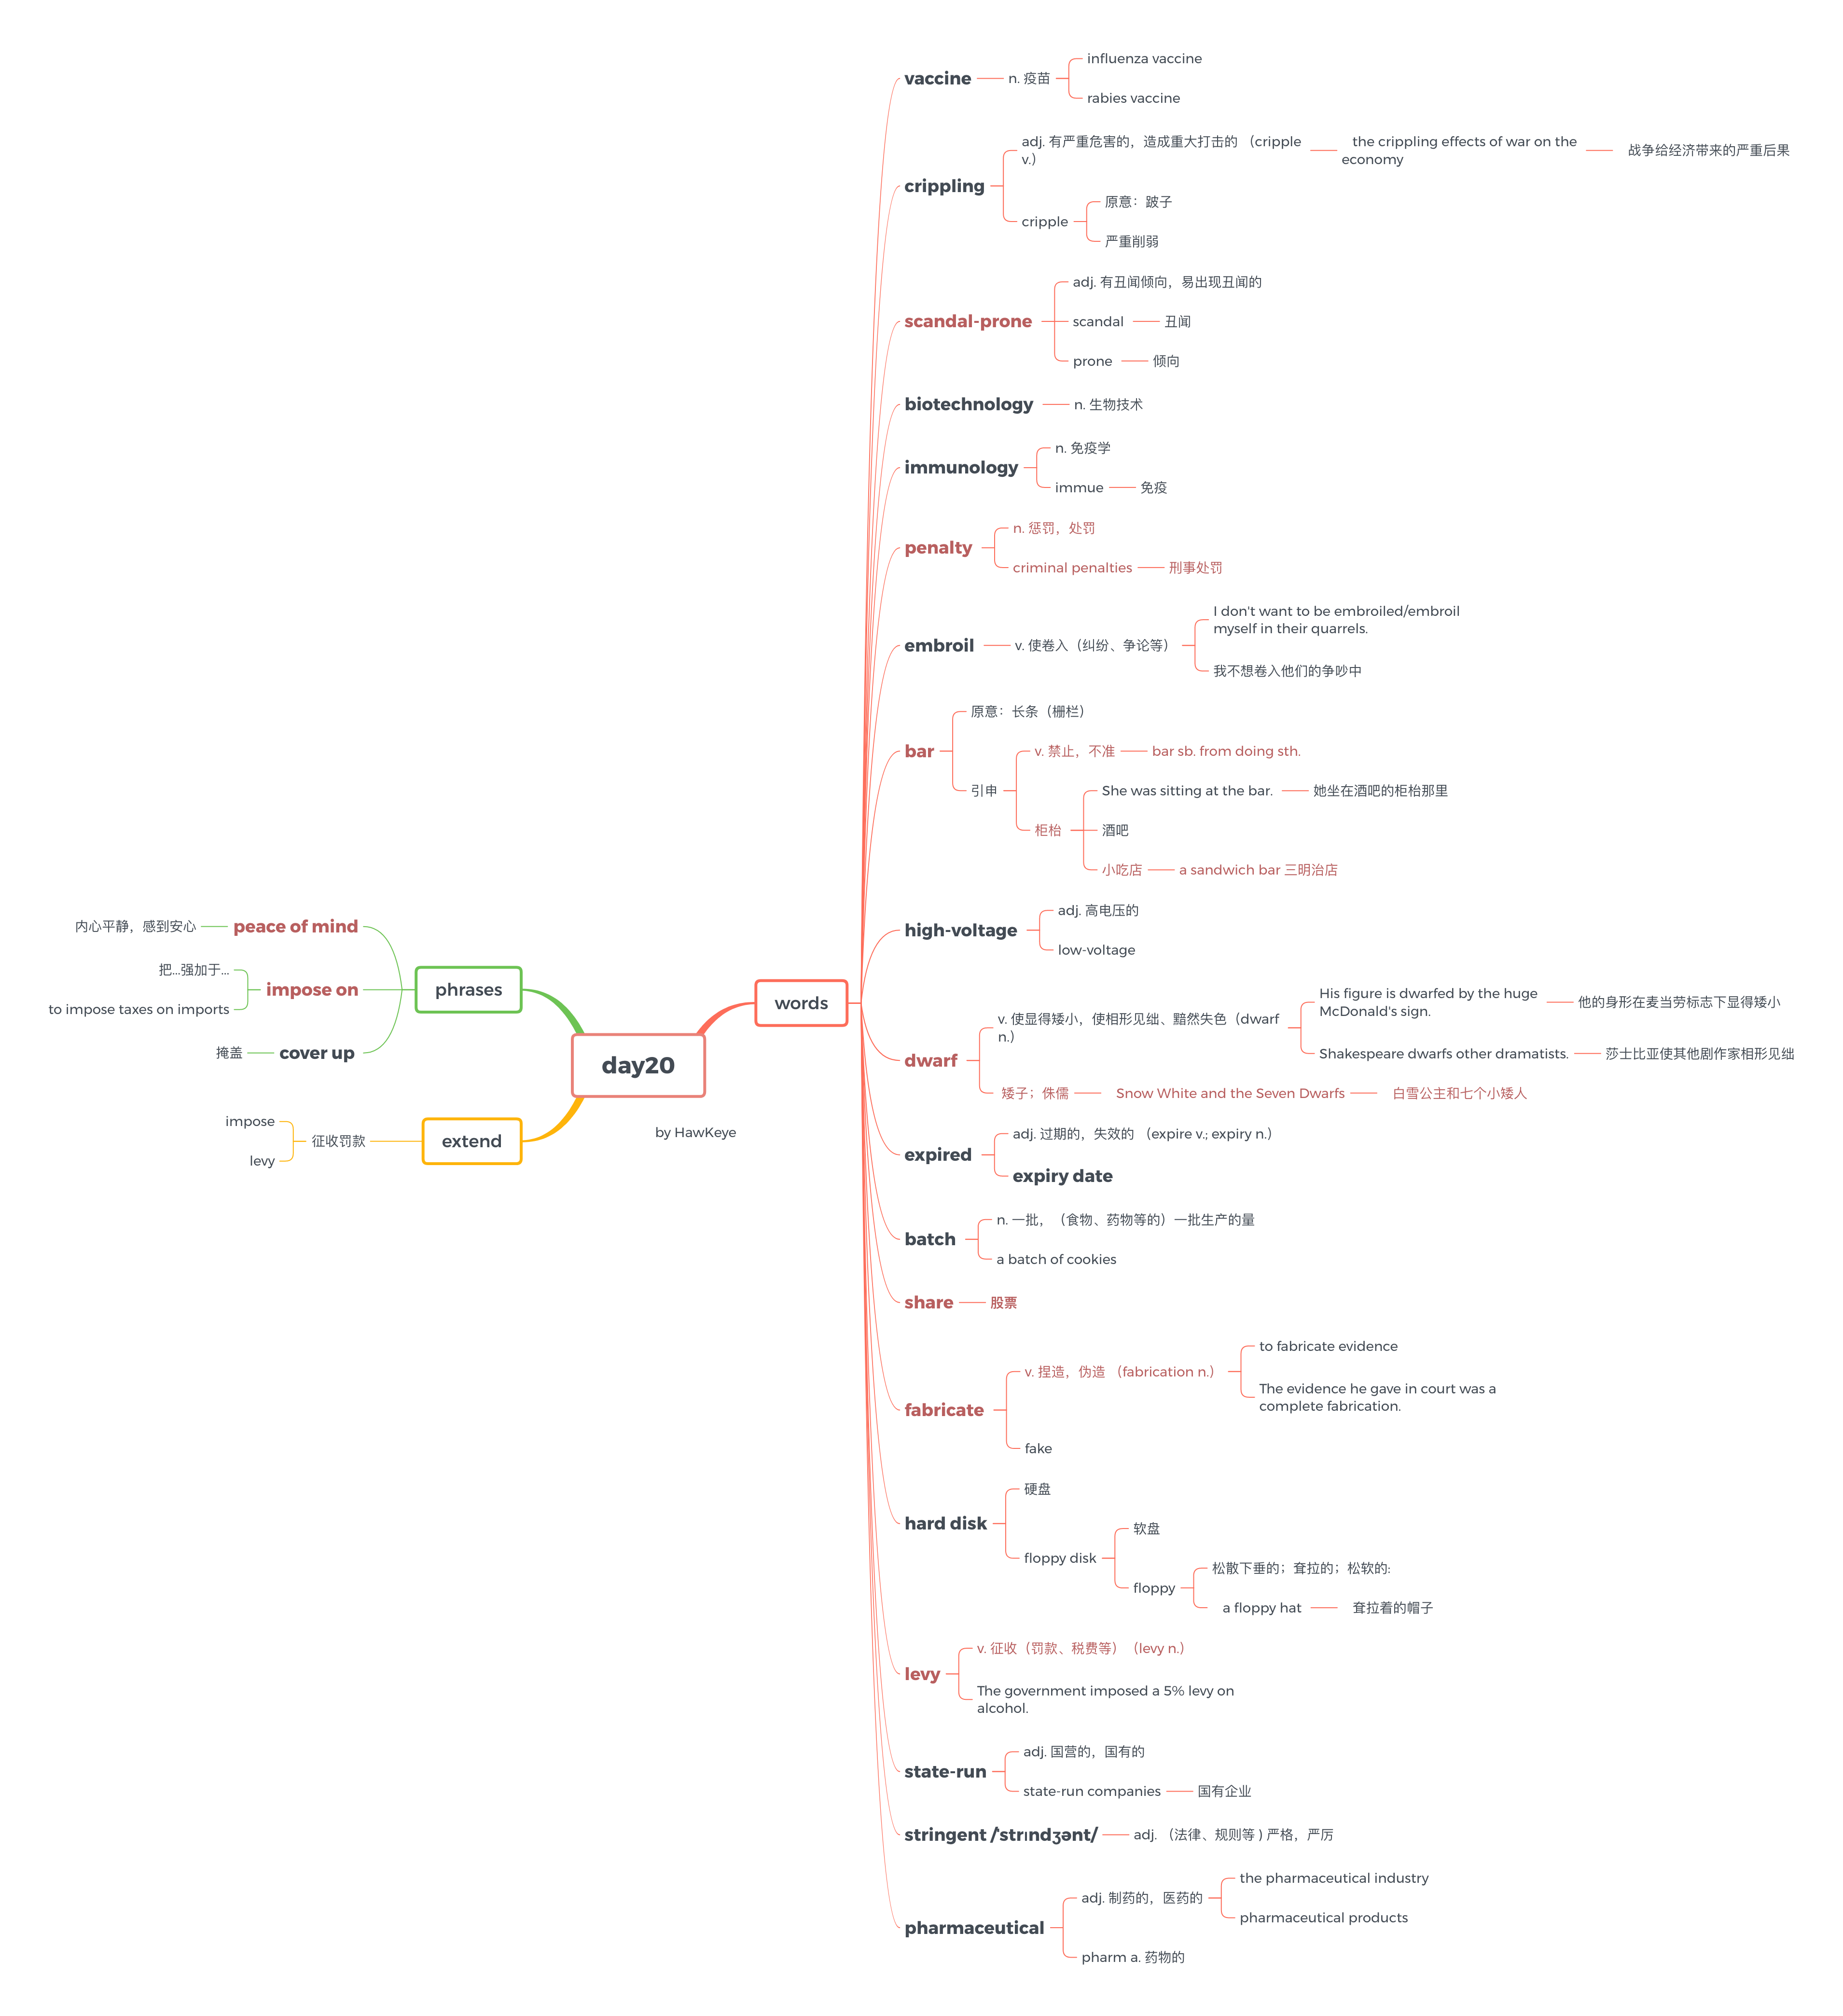 day20
by HawKeye
words
vaccine
n. 疫苗
influenza vaccine
rabies vaccine
crippling
adj. 有严重危害的，造成重大打击的 （cripple
v.）
the crippling effects of war on the
economy
战争给经济带来的严重后果
cripple
原意：跛子
严重削弱
scandal-prone
adj. 有丑闻倾向，易出现丑闻的
scandal
丑闻
prone
倾向
biotechnology
n. 生物技术
immunology
n. 免疫学
immue
免疫
penalty
n. 惩罚，处罚
criminal penalties
刑事处罚
embroil
v. 使卷入（纠纷、争论等）
I don't want to be embroiled/embroil
myself in their quarrels.
我不想卷入他们的争吵中
bar
原意：长条（栅栏）
引申
v. 禁止，不准
bar sb. from doing sth.
柜枱
She was sitting at the bar.
她坐在酒吧的柜枱那里
酒吧
小吃店
a sandwich bar 三明治店
high-voltage
adj. 高电压的
low-voltage
dwarf
v. 使显得矮小，使相形见绌、黯然失色（dwarf
n.）
His figure is dwarfed by the huge
McDonald's sign.
他的身形在麦当劳标志下显得矮小
Shakespeare dwarfs other dramatists.
莎士比亚使其他剧作家相形见绌
矮子；侏儒
Snow White and the Seven Dwarfs
白雪公主和七个小矮人
expired
adj. 过期的，失效的 （expire v.; expiry n.）
expiry date
batch
n. 一批，（食物、药物等的）一批生产的量
a batch of cookies
share
股票
fabricate
v. 捏造，伪造 （fabrication n.）
to fabricate evidence
The evidence he gave in court was a
complete fabrication.
fake
hard disk
硬盘
floppy disk
软盘
floppy
松散下垂的；耷拉的；松软的:
a floppy hat
耷拉着的帽子
levy
v. 征收（罚款、税费等）（levy n.）
The government imposed a 5% levy on
alcohol.
state-run
adj. 国营的，国有的
state-run companies
国有企业
stringent /ˈstrɪndʒənt/
adj. （法律、规则等 ) 严格，严厉
pharmaceutical
adj. 制药的，医药的
the pharmaceutical industry
pharmaceutical products
pharm a. 药物的
phrases
peace of mind
内心平静，感到安心
impose on
把...强加于...
to impose taxes on imports
cover up
掩盖
extend
征收罚款
impose
levy